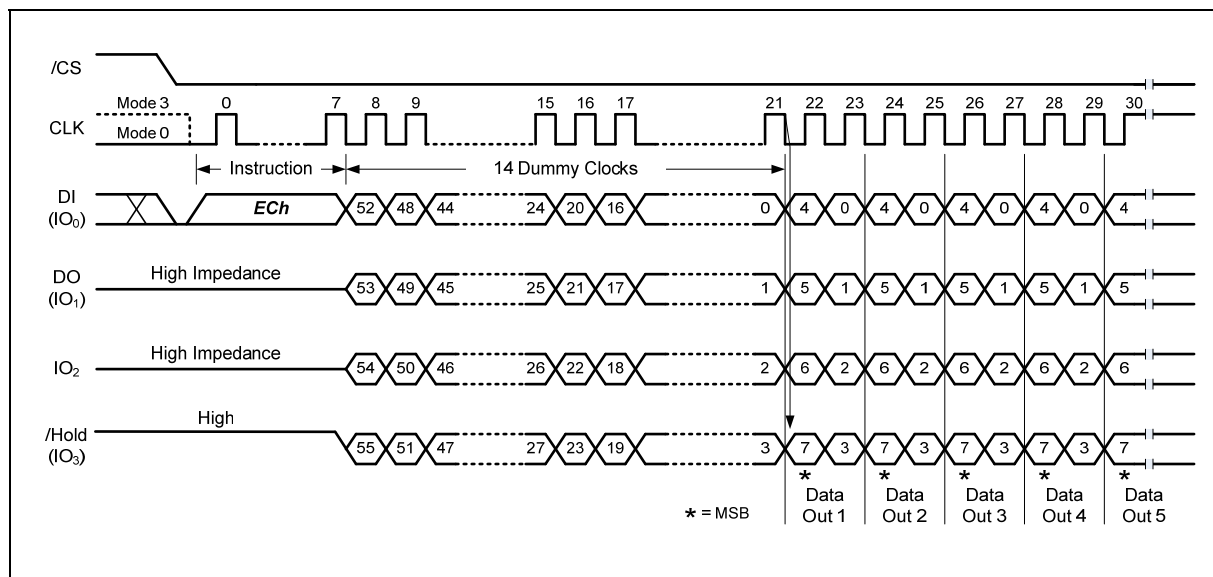 /CS
Mode 3 0 7 8 9 15 16 17 21 22 23 24 25 26 27 28 29 30
CLK
Mode 0
Instruction 14 Dummy Clocks
DI
(IO0) ECh 52 48 44 24 20 16 0 4 0 4 0 4 0 4 0 4
DO
(IO1) High Impedance 53 49 45 25 21 17 1 5 1 5 1 5 1 5 1 5
IO2 High Impedance 54 50 46 26 22 18 2 6 2 6 2 6 2 6 2 6
/Hold
(IO3) High 55 51 47 27 23 19 3 7 3 7 3 7 3 7 3 7
* * * * *
* = MSB
Data Data Data Data Data
Out 1 Out 2 Out 3 Out 4 Out 5